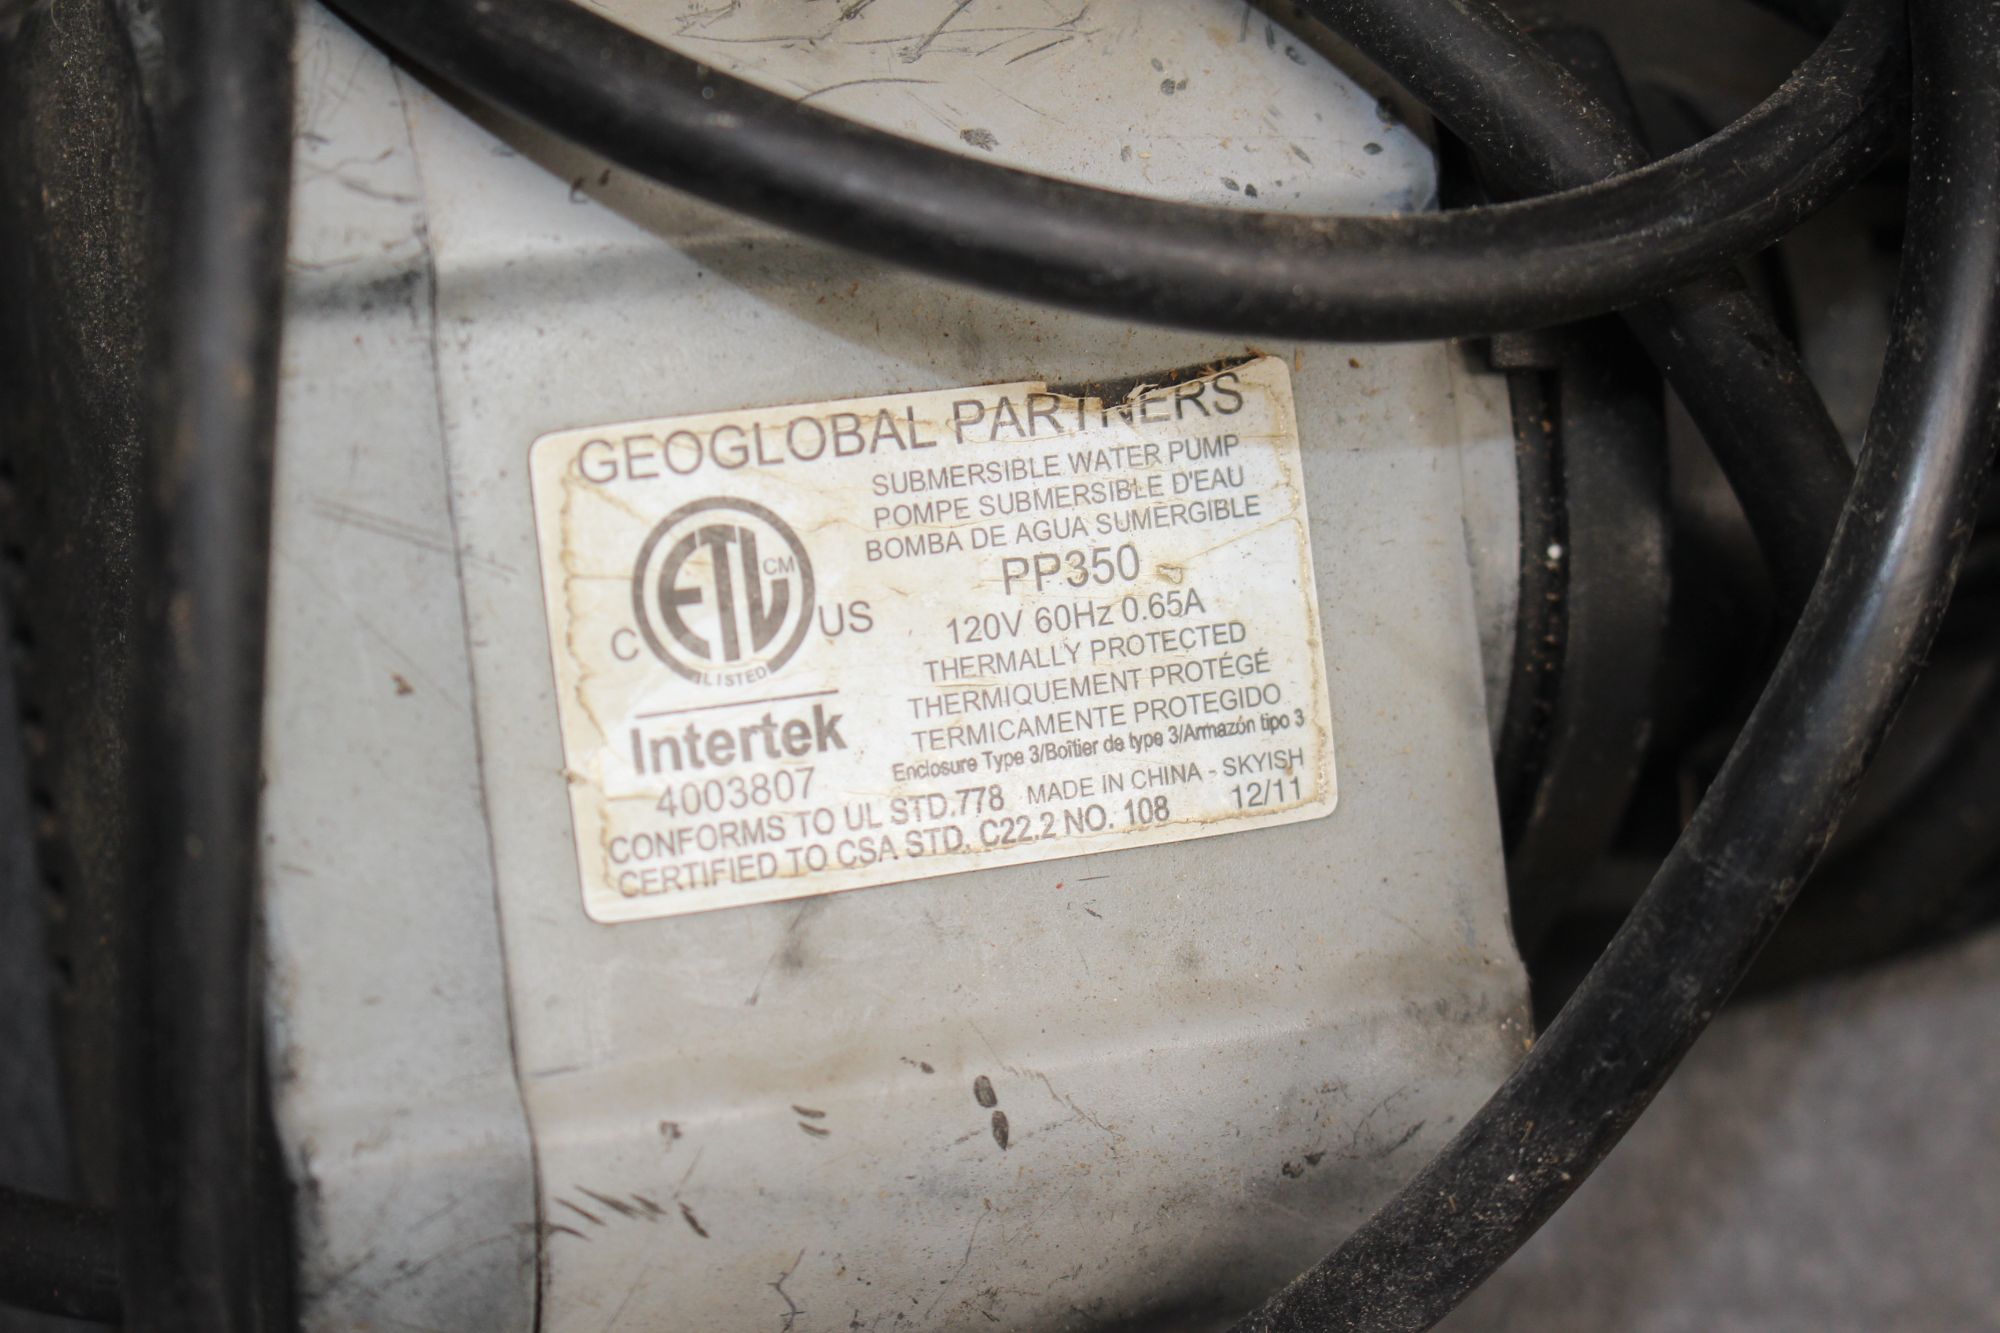 GEOGLOBAL PARTNERS
SUBMERSIBLE WATER PUMP
POMPE SUBMERSIBLE D'EAU
BOMBA DE AGUA SUMERGIBLE
PP350
120V 60Hz 0.65A
THERMALLY PROTECTED
THERMIQUEMENT PROTÉGÉ
TERMICAMENTE PROTEGIDO
Enclosure Type 3/Boîtier de type 3/Armazón tipo 3
MADE IN CHINA - SKYISH
12/11
ETL CM
C US
LISTED
Intertek
4003807
CONFORMS TO UL STD.778
CERTIFIED TO CSA STD. C22.2 NO. 108